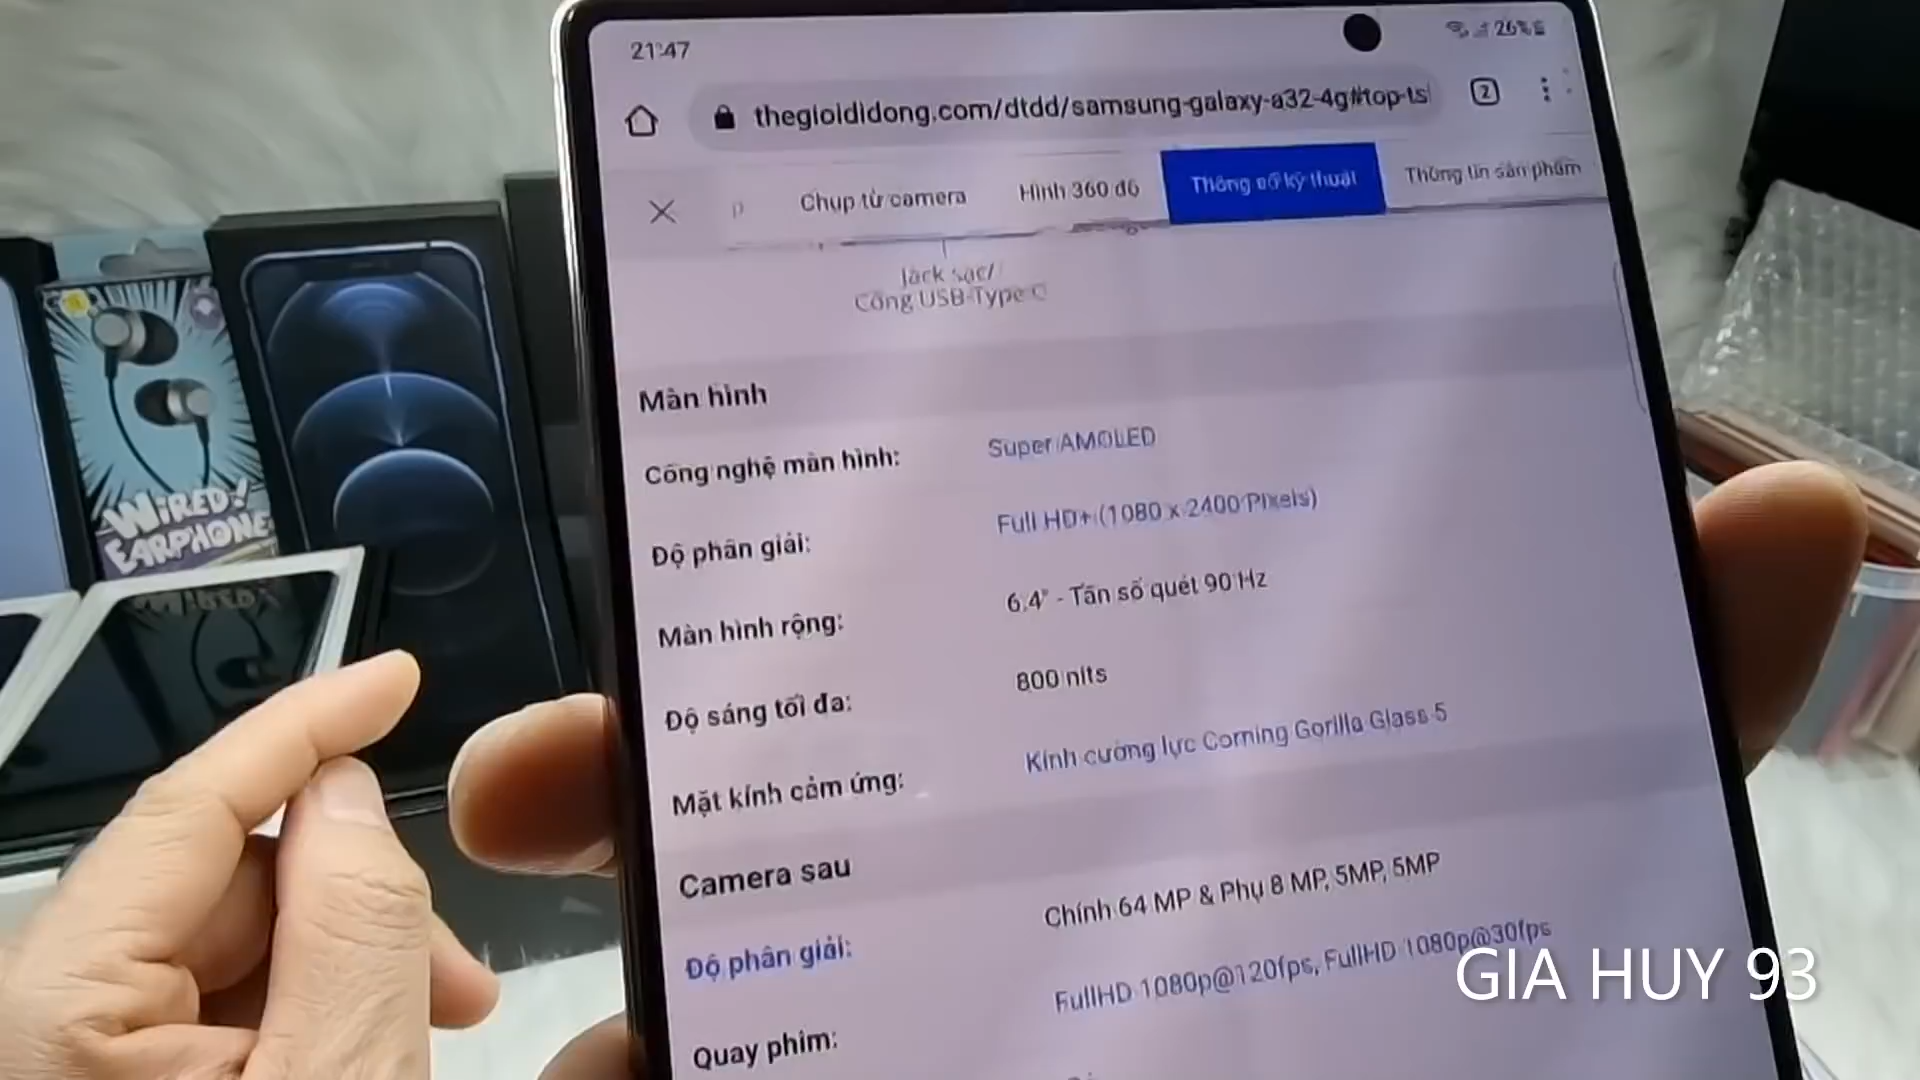 21:47
26%
thegioididong.com/dtdd/samsung-galaxy-a32-4g#top-ts
2
p
Chụp từ camera
Hình 360 độ
Thông số kỹ thuật
Thông tin sản phẩm
Jack sạc/
Cổng USB-Type C
Màn hình
Công nghệ màn hình:
Super AMOLED
Độ phân giải:
Full HD+ (1080 x 2400 Pixels)
Màn hình rộng:
6.4" - Tần số quét 90 Hz
Độ sáng tối đa:
800 nits
Mặt kính cảm ứng:
Kính cường lực Corning Gorilla Glass 5
Camera sau
Độ phân giải:
Chính 64 MP & Phụ 8 MP, 5MP, 5MP
Quay phim:
FullHD 1080p@120fps, FullHD 1080p@30fps
WIRED!
EARPHONE
GIA HUY 93